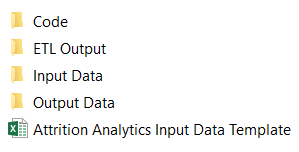 Code
ETL Output
Input Data
Output Data
Attrition Analytics Input Data Template